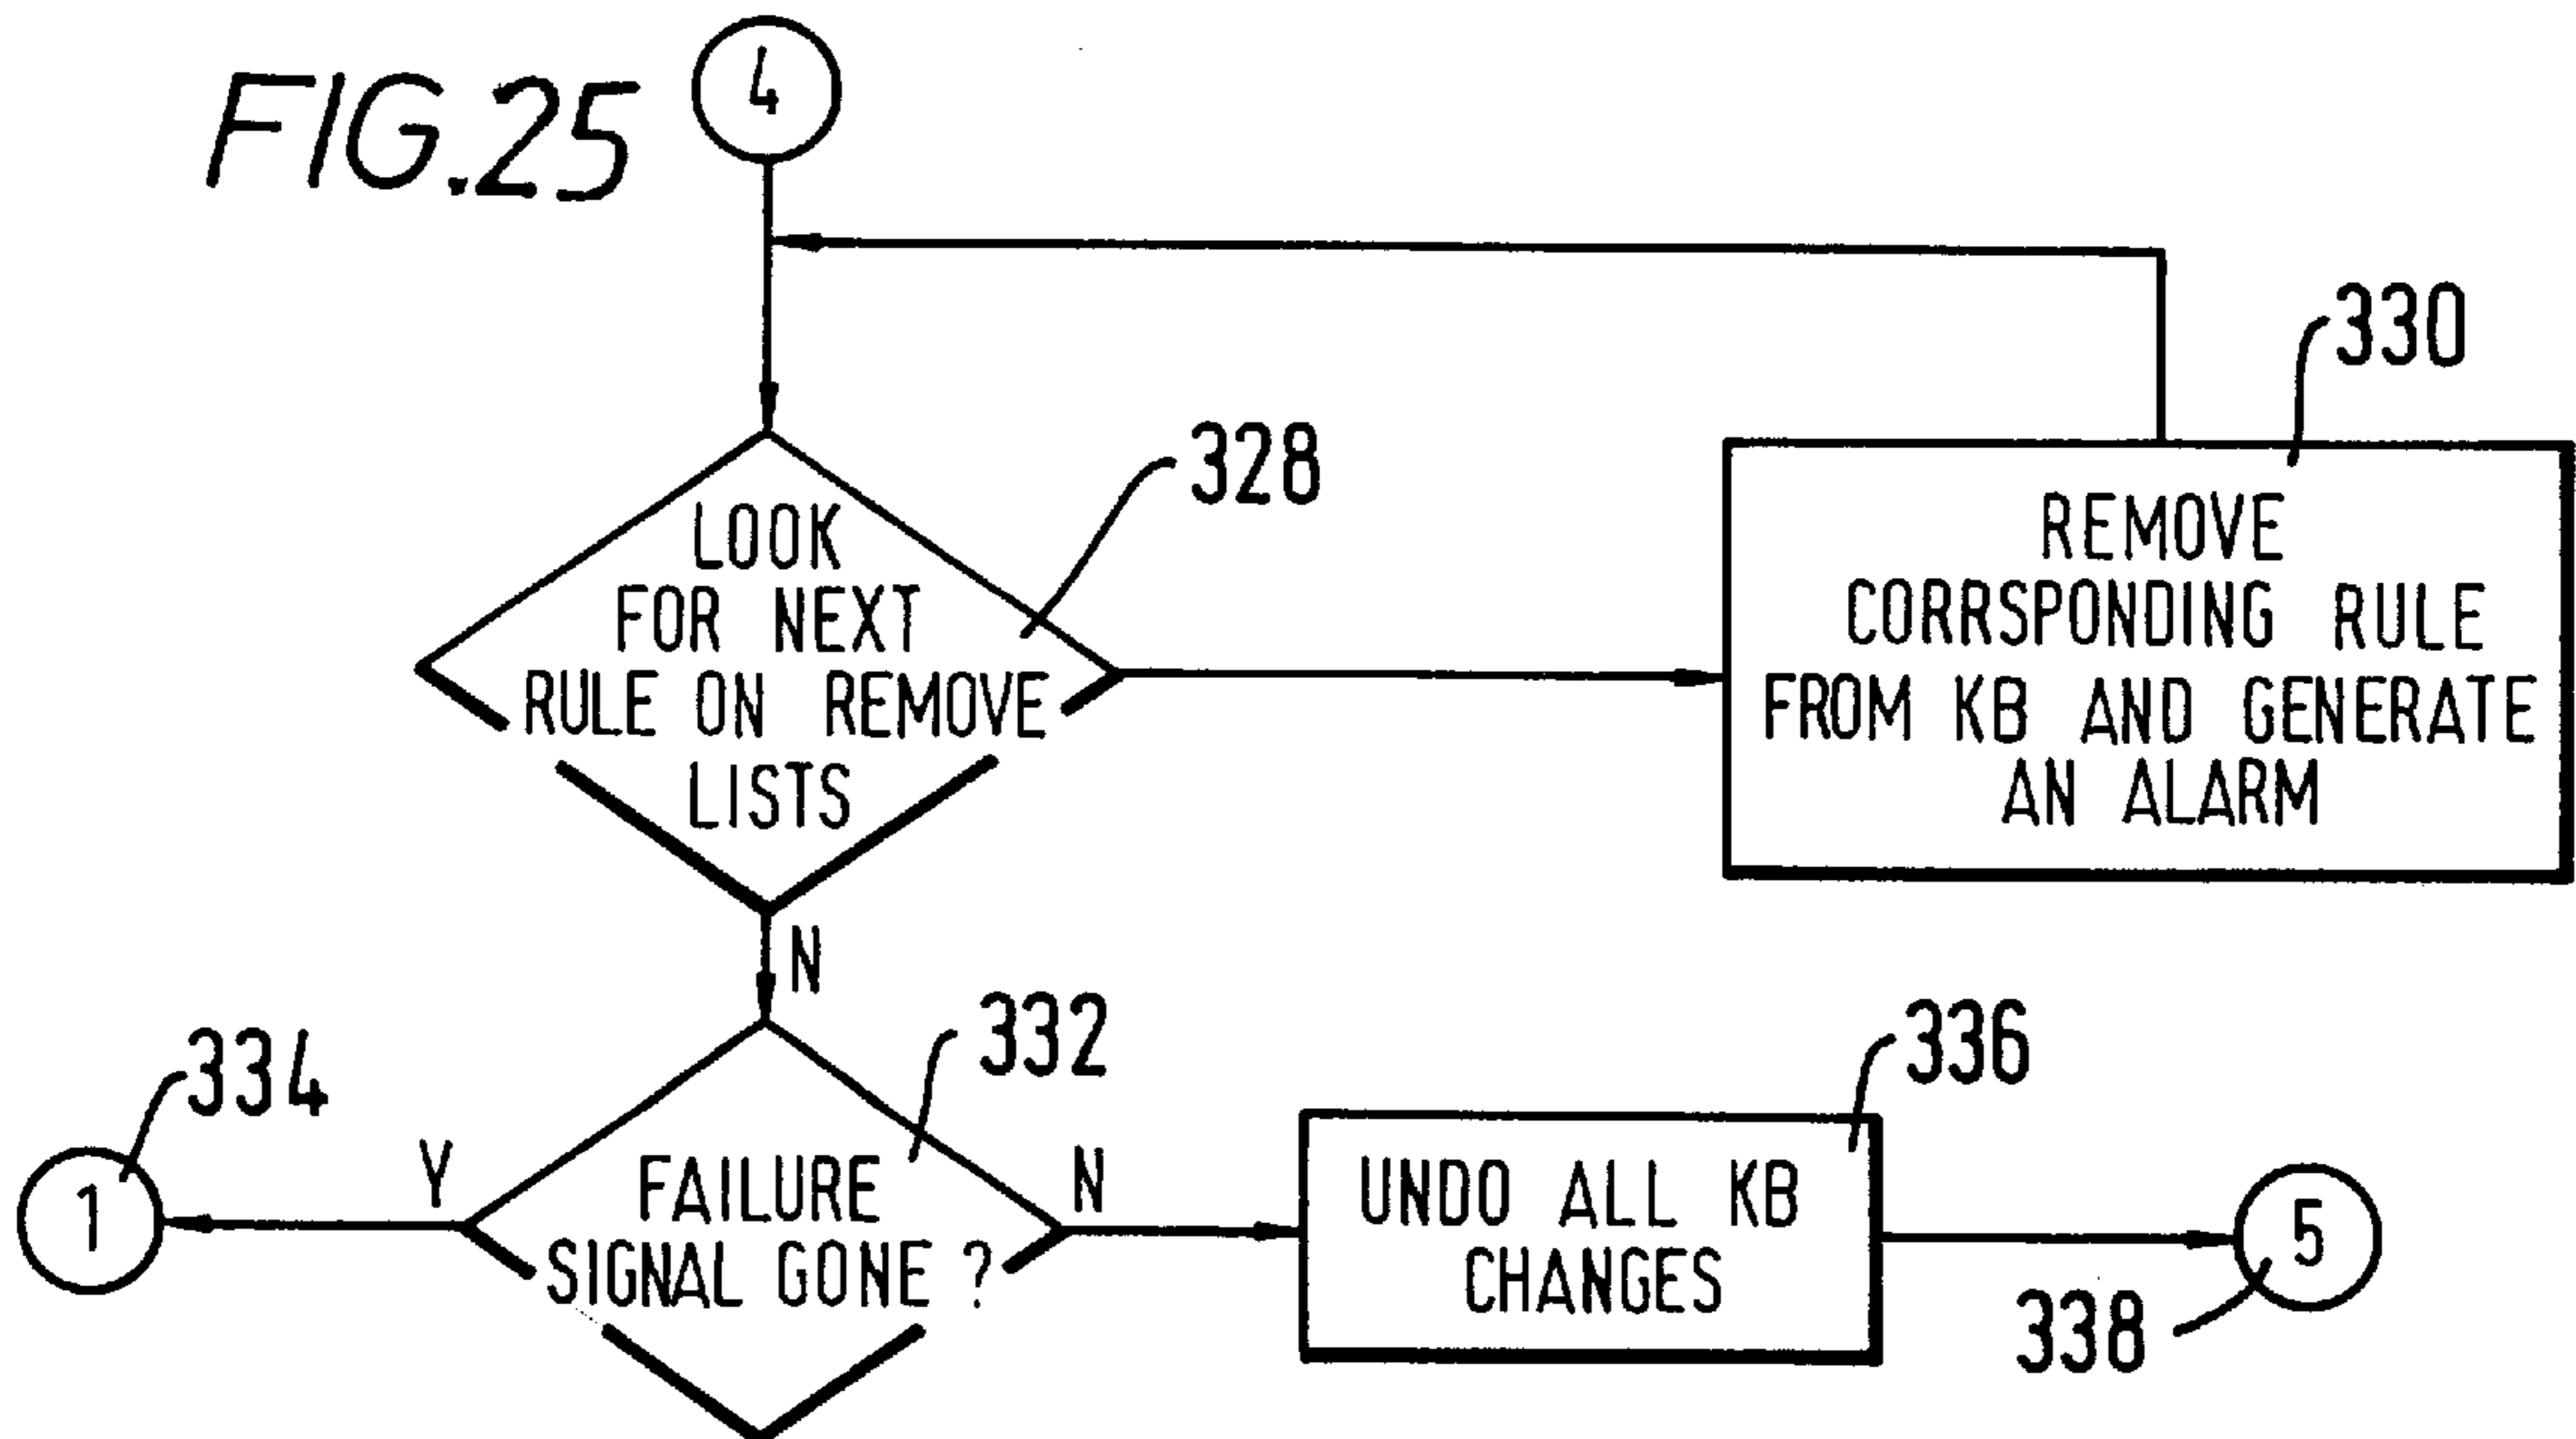 FIG.25
4
330
328
LOOK
FOR NEXT
RULE ON REMOVE
LISTS
REMOVE
CORRSPONDING RULE
FROM KB AND GENERATE
AN ALARM
N
332
334
336
Y
N
1
FAILURE
SIGNAL GONE ?
UNDO ALL KB
CHANGES
5
338